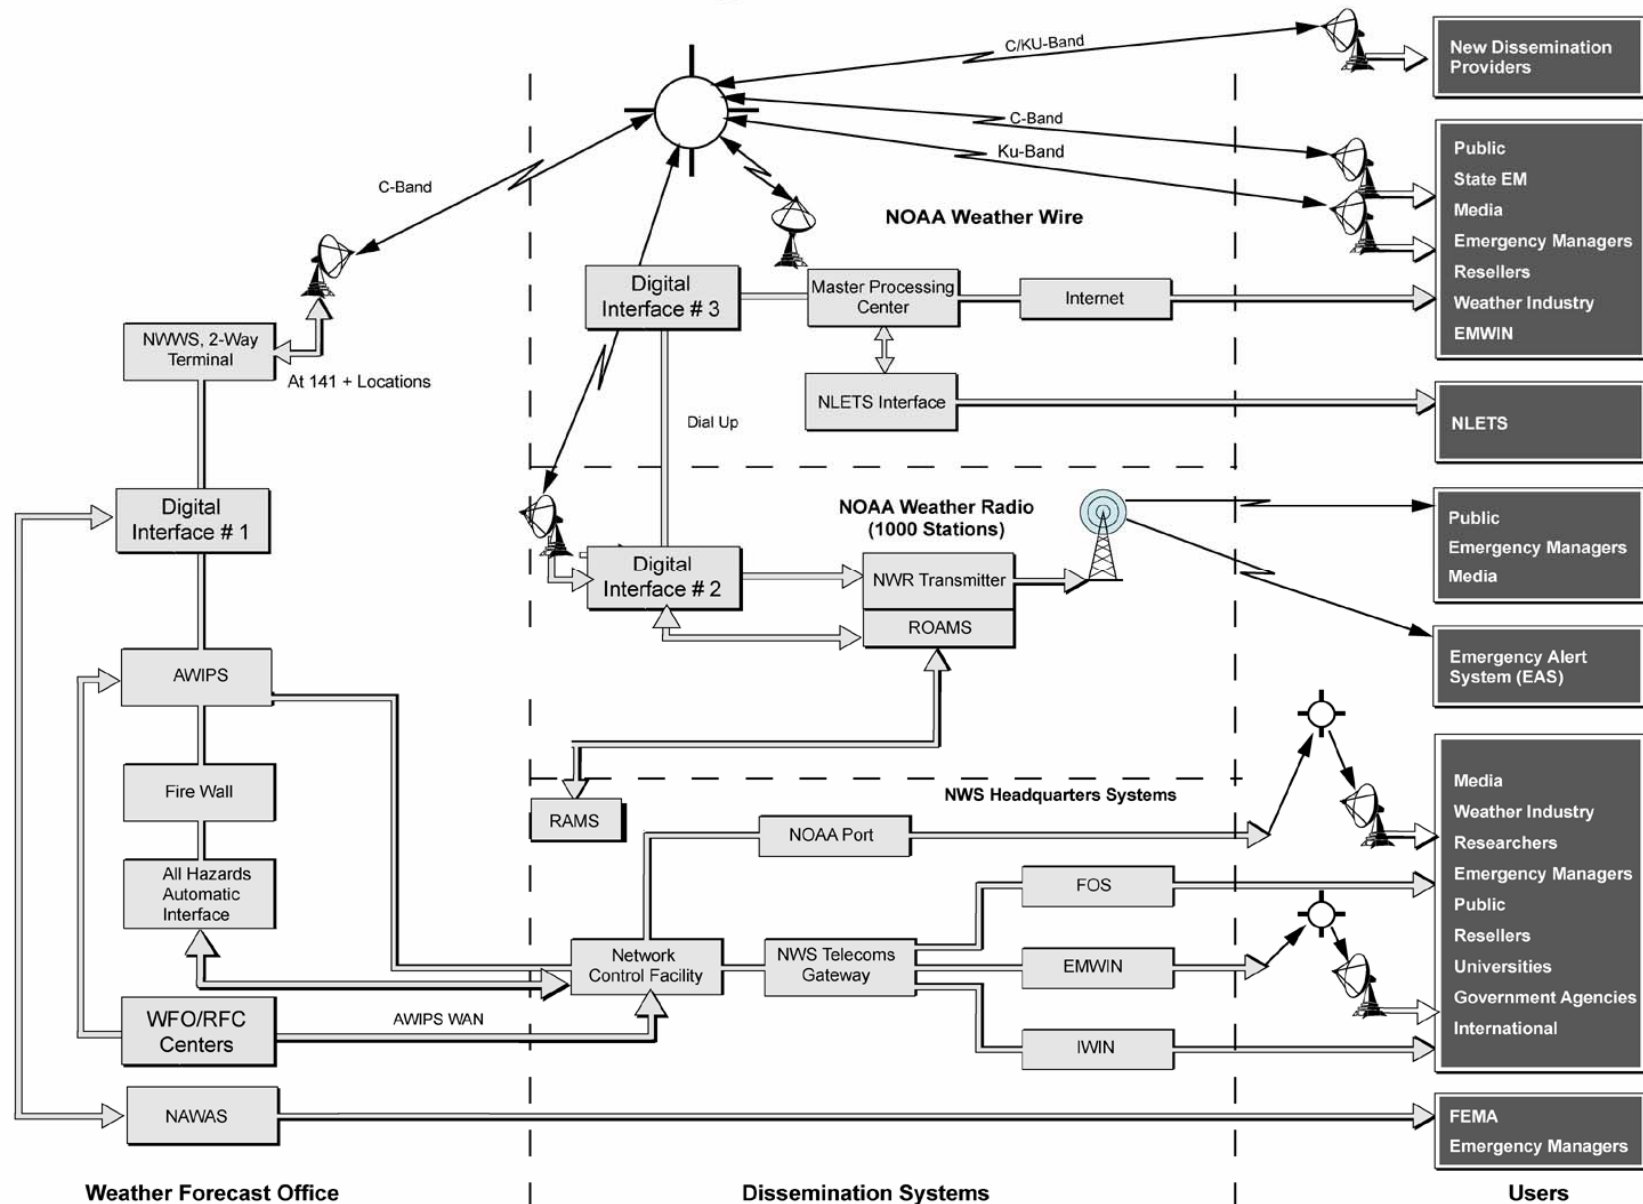 C/KU-Band
New Dissemination
Providers
C-Band
Ku-Band
C-Band
NOAA Weather Wire
Public
State EM
Media
Emergency Managers
Resellers
Weather Industry
EMWIN
Digital
Interface # 3
Master Processing
Center
Internet
NWWS, 2-Way
Terminal
At 141 + Locations
NLETS Interface
NLETS
Dial Up
Digital
Interface # 1
NOAA Weather Radio
(1000 Stations)
Public
Emergency Managers
Media
Digital
Interface # 2
NWR Transmitter
ROAMS
Emergency Alert
System (EAS)
AWIPS
Fire Wall
RAMS
NWS Headquarters Systems
NOAA Port
All Hazards
Automatic
Interface
FOS
Network
Control Facility
NWS Telecoms
Gateway
EMWIN
Media
Weather Industry
Researchers
Emergency Managers
Public
Resellers
Universities
Government Agencies
International
WFO/RFC
Centers
AWIPS WAN
IWIN
NAWAS
FEMA
Emergency Managers
Weather Forecast Office
Dissemination Systems
Users